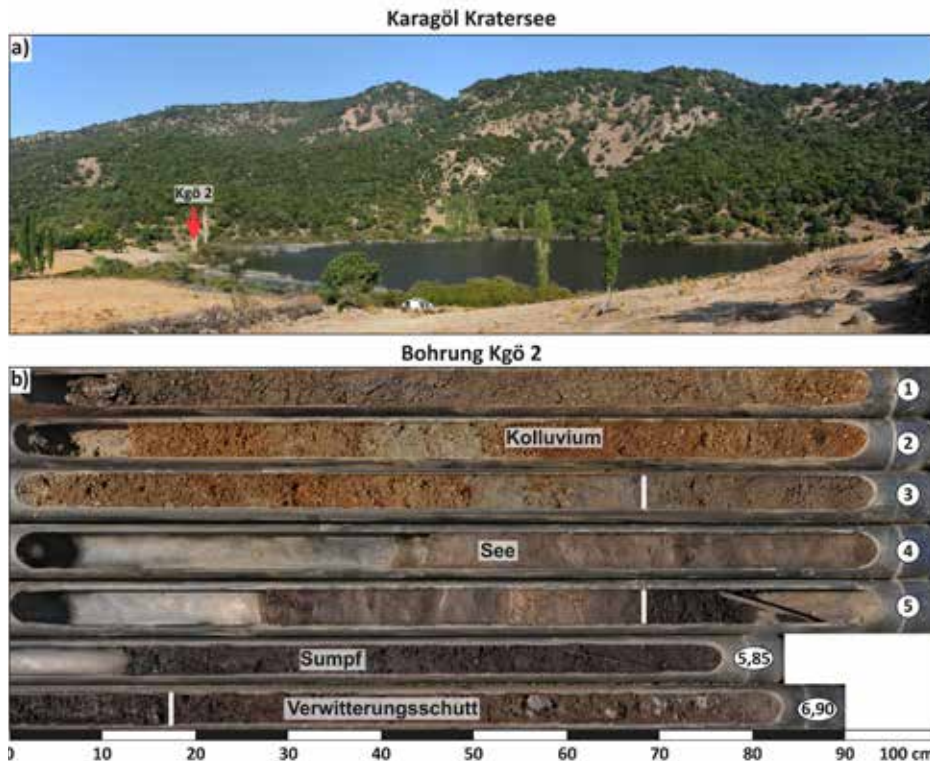 Karagöl Kratersee
a)
Kgö 2
Bohrung Kgö 2
b)
1
Kolluvium
2
3
See
4
5
Sumpf
5,85
Verwitterungsschutt
6,90
0 10 20 30 40 50 60 70 80 90 100 cm